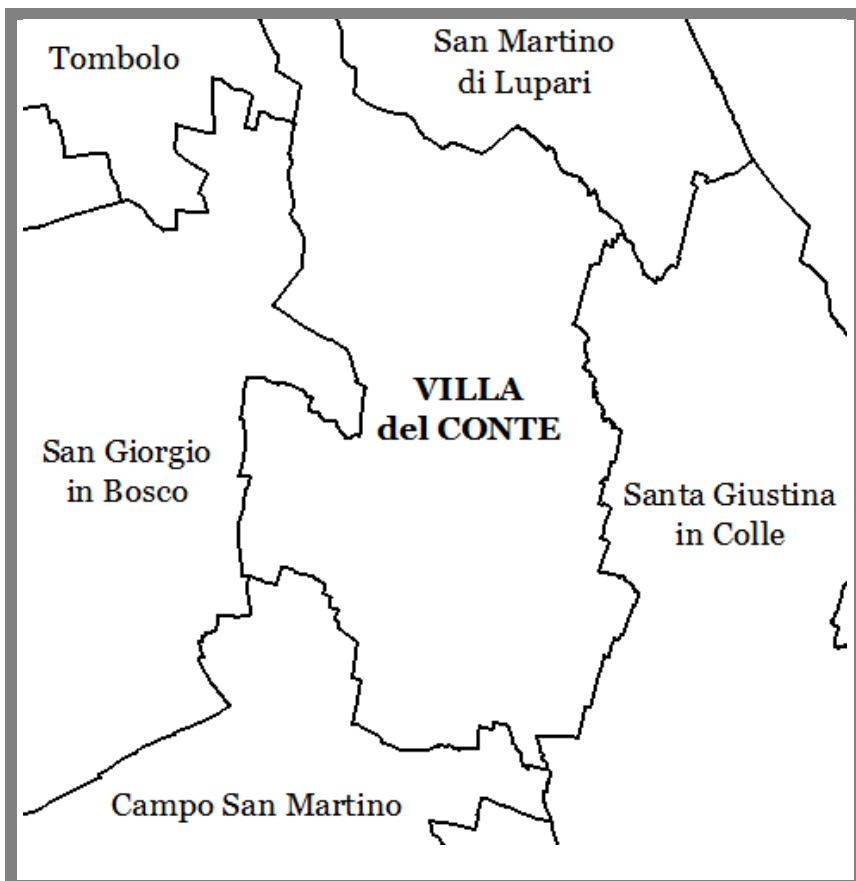 Tombolo
San Martino
di Lupari
VILLA
del CONTE
San Giorgio
in Bosco
Santa Giustina
in Colle
Campo San Martino